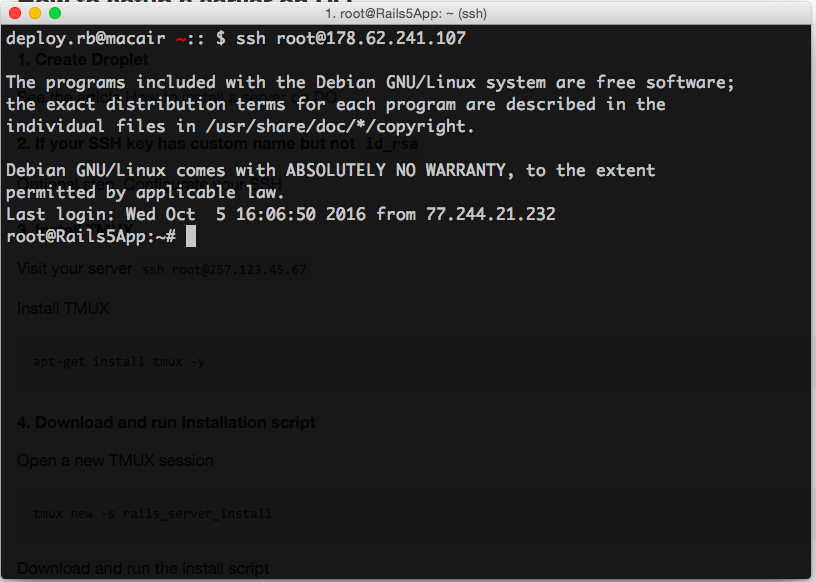 1. root@Rails5App: ~ (ssh)
deploy.rb@macair ~:: $ ssh root@178.62.241.107
1. Create Droplet
The programs included with the Debian GNU/Linux system are free software;
the exact distribution terms for each program are described in the
individual files in /usr/share/doc/*/copyright.
2. If your SSH key has custom name but not id_rsa
Debian GNU/Linux comes with ABSOLUTELY NO WARRANTY, to the extent
permitted by applicable law.
Last login: Wed Oct  5 16:06:50 2016 from 77.244.21.232
root@Rails5App:~#
Visit your server ssh root@257.123.45.67
Install TMUX
apt-get install tmux -y
4. Download and run Installation script
Open a new TMUX session
tmux new -s rails_server_install
Download and run the install script